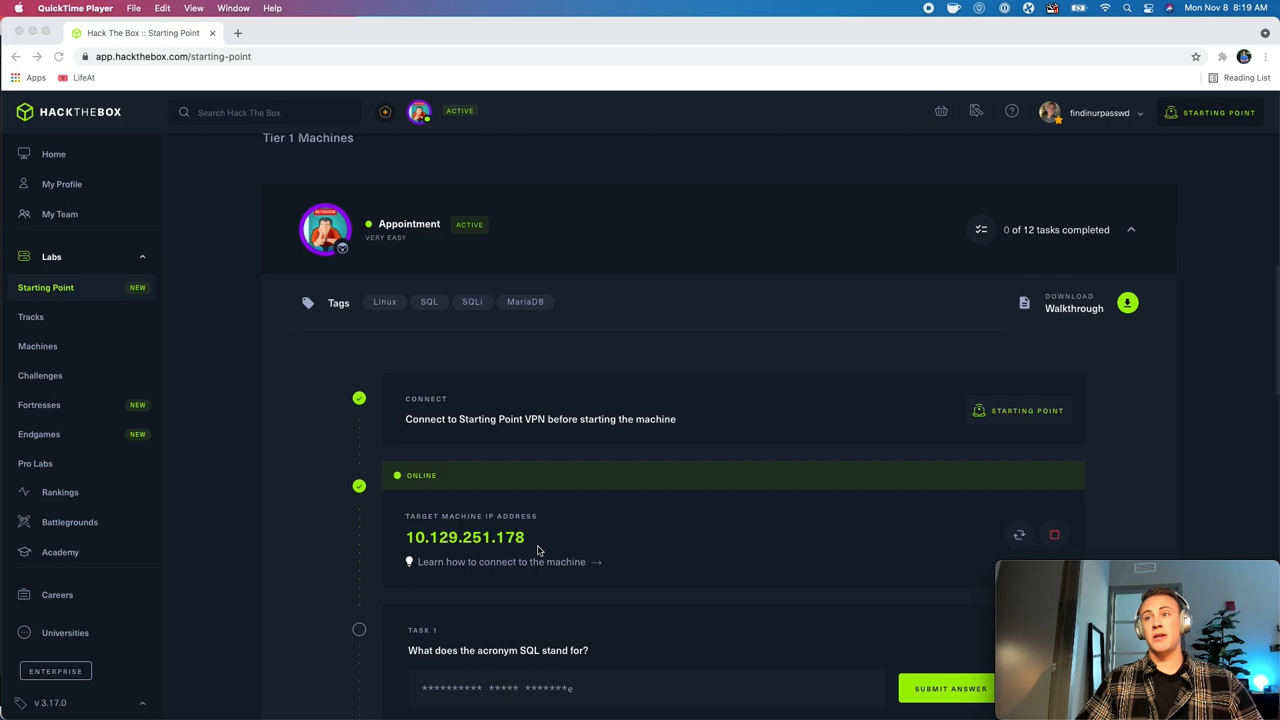 QuickTime Player File Edit View Window Help Mon Nov 8 8:19 AM
Hack The Box :: Starting Point
app.hackthebox.com/starting-point
Apps LifeAt Reading List
HACKTHEBOX Search Hack The Box ACTIVE findinurpasswd STARTING POINT
Tier 1 Machines
Home
My Profile
My Team
Labs
Starting Point NEW
Tracks
Machines
Challenges
Fortresses NEW
Endgames NEW
Pro Labs
Rankings
Battlegrounds
Academy
Careers
Universities
ENTERPRISE
v 3.17.0
Appointment ACTIVE
VERY EASY
0 of 12 tasks completed
Tags Linux SQL SQLi MariaDB
DOWNLOAD
Walkthrough
CONNECT
Connect to Starting Point VPN before starting the machine
STARTING POINT
ONLINE
TARGET MACHINE IP ADDRESS
10.129.251.178
Learn how to connect to the machine →
TASK 1
What does the acronym SQL stand for?
********** ***** *******e
SUBMIT ANSWER